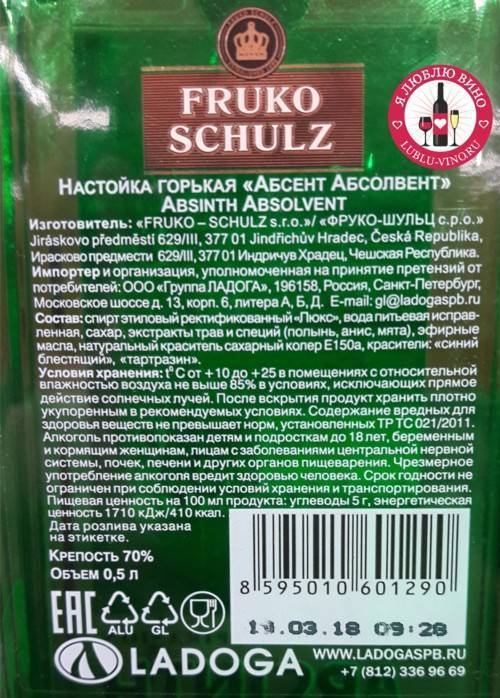 FRUKO SCHULZ
FRUKO
SCHULZ
Я ЛЮБЛЮ ВИНО
LUBLU-VINO.RU
НАСТОЙКА ГОРЬКАЯ «АБСЕНТ АБСОЛВЕНТ»
ABSINTH ABSOLVENT
Изготовитель: «FRUKO – SCHULZ s.r.o.»/ «ФРУКО-ШУЛЬЦ с.р.о.»
Jiráskovo předměstí 629/III, 377 01 Jindřichův Hradec, Česká Republika,
Ирасково предмести 629/III, 377 01 Индричув Храдец, Чешская Республика.
Импортер и организация, уполномоченная на принятие претензий от
потребителей: ООО «Группа ЛАДОГА», 196158, Россия, Санкт-Петербург,
Московское шоссе д. 13, корп. 6, литера А, Б, Д. E-mail: gl@ladogaspb.ru
Состав: спирт этиловый ректификованный «Люкс», вода питьевая исправ-
ленная, сахар, экстракты трав и специй (полынь, анис, мята), эфирные
масла, натуральный краситель сахарный колер Е150а, красители: «синий
блестящий», «тартразин».
Условия хранения: t° С от +10 до +25 в помещениях с относительной
влажностью воздуха не выше 85% в условиях, исключающих прямое
действие солнечных лучей. После вскрытия продукт хранить плотно
укупоренным в рекомендуемых условиях. Содержание вредных для
здоровья веществ не превышает норм, установленных ТР ТС 021/2011.
Алкоголь противопоказан детям и подросткам до 18 лет, беременным
и кормящим женщинам, лицам с заболеваниями центральной нервной
системы, почек, печени и других органов пищеварения. Чрезмерное
употребление алкоголя вредит здоровью человека. Срок годности не
ограничен при соблюдении условий хранения и транспортирования.
Пищевая ценность на 100 мл продукта: углеводы 5 г, энергетическая
ценность 1710 кДж/410 ккал.
Дата розлива указана
на этикетке.
КРЕПОСТЬ 70%
ОБЪЕМ 0,5 л
8 595010 601290
19.03.18 09:28
EAC
ALU
GL
LADOGA
WWW.LADOGASPB.RU
+7 (812) 336 96 69